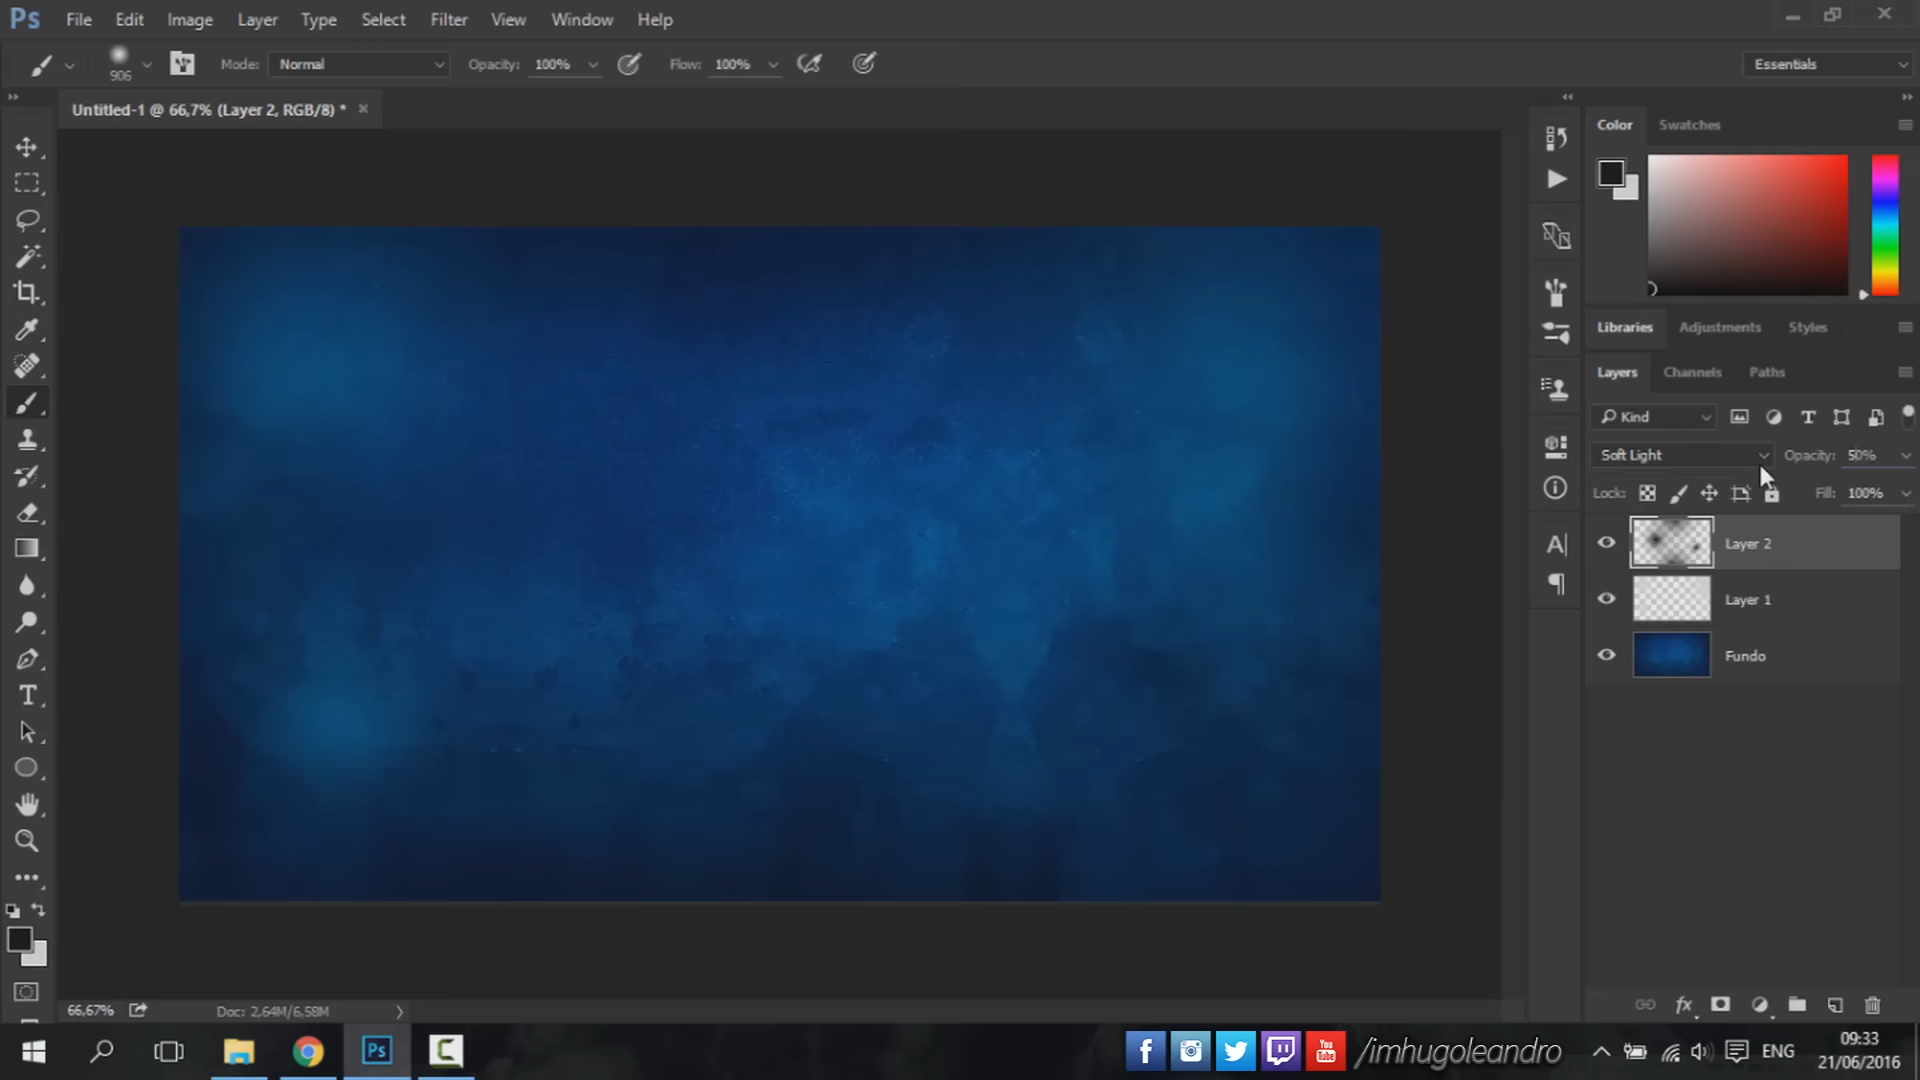 Ps File Edit Image Layer Type Select Filter View Window Help
906 Mode: Normal Opacity: 100% Flow: 100% Essentials
Untitled-1 @ 66,7% (Layer 2, RGB/8) *
Color Swatches
Libraries Adjustments Styles
Layers Channels Paths
Kind
Soft Light Opacity: 50%
Lock: Fill: 100%
Layer 2
Layer 1
Fundo
66,67% Doc: 2,64M/6,58M
fx
Ps /imhugoleandro ENG
09:33
21/06/2016